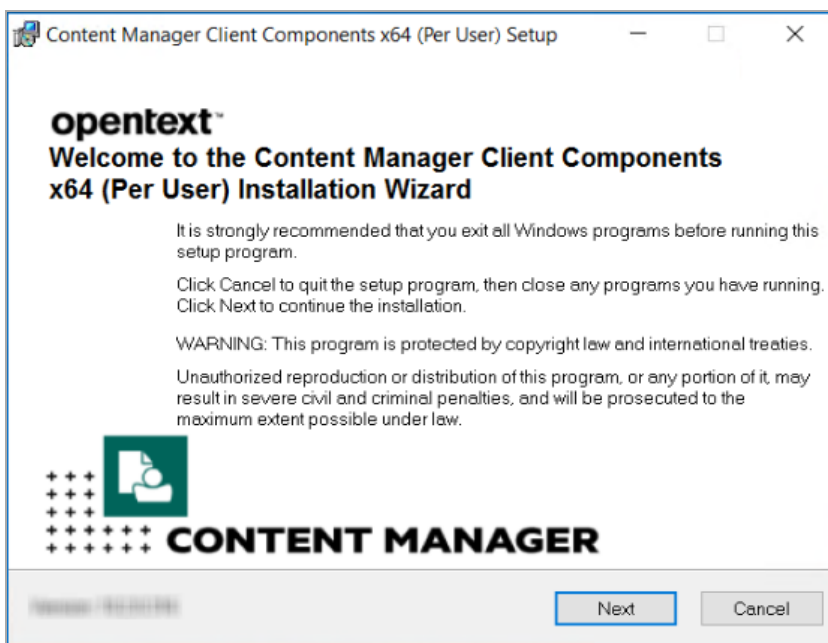 Content Manager Client Components x64 (Per User) Setup
opentext™
Welcome to the Content Manager Client Components
x64 (Per User) Installation Wizard
It is strongly recommended that you exit all Windows programs before running this
setup program.
Click Cancel to quit the setup program, then close any programs you have running.
Click Next to continue the installation.
WARNING: This program is protected by copyright law and international treaties.
Unauthorized reproduction or distribution of this program, or any portion of it, may
result in severe civil and criminal penalties, and will be prosecuted to the
maximum extent possible under law.
CONTENT MANAGER
Next Cancel